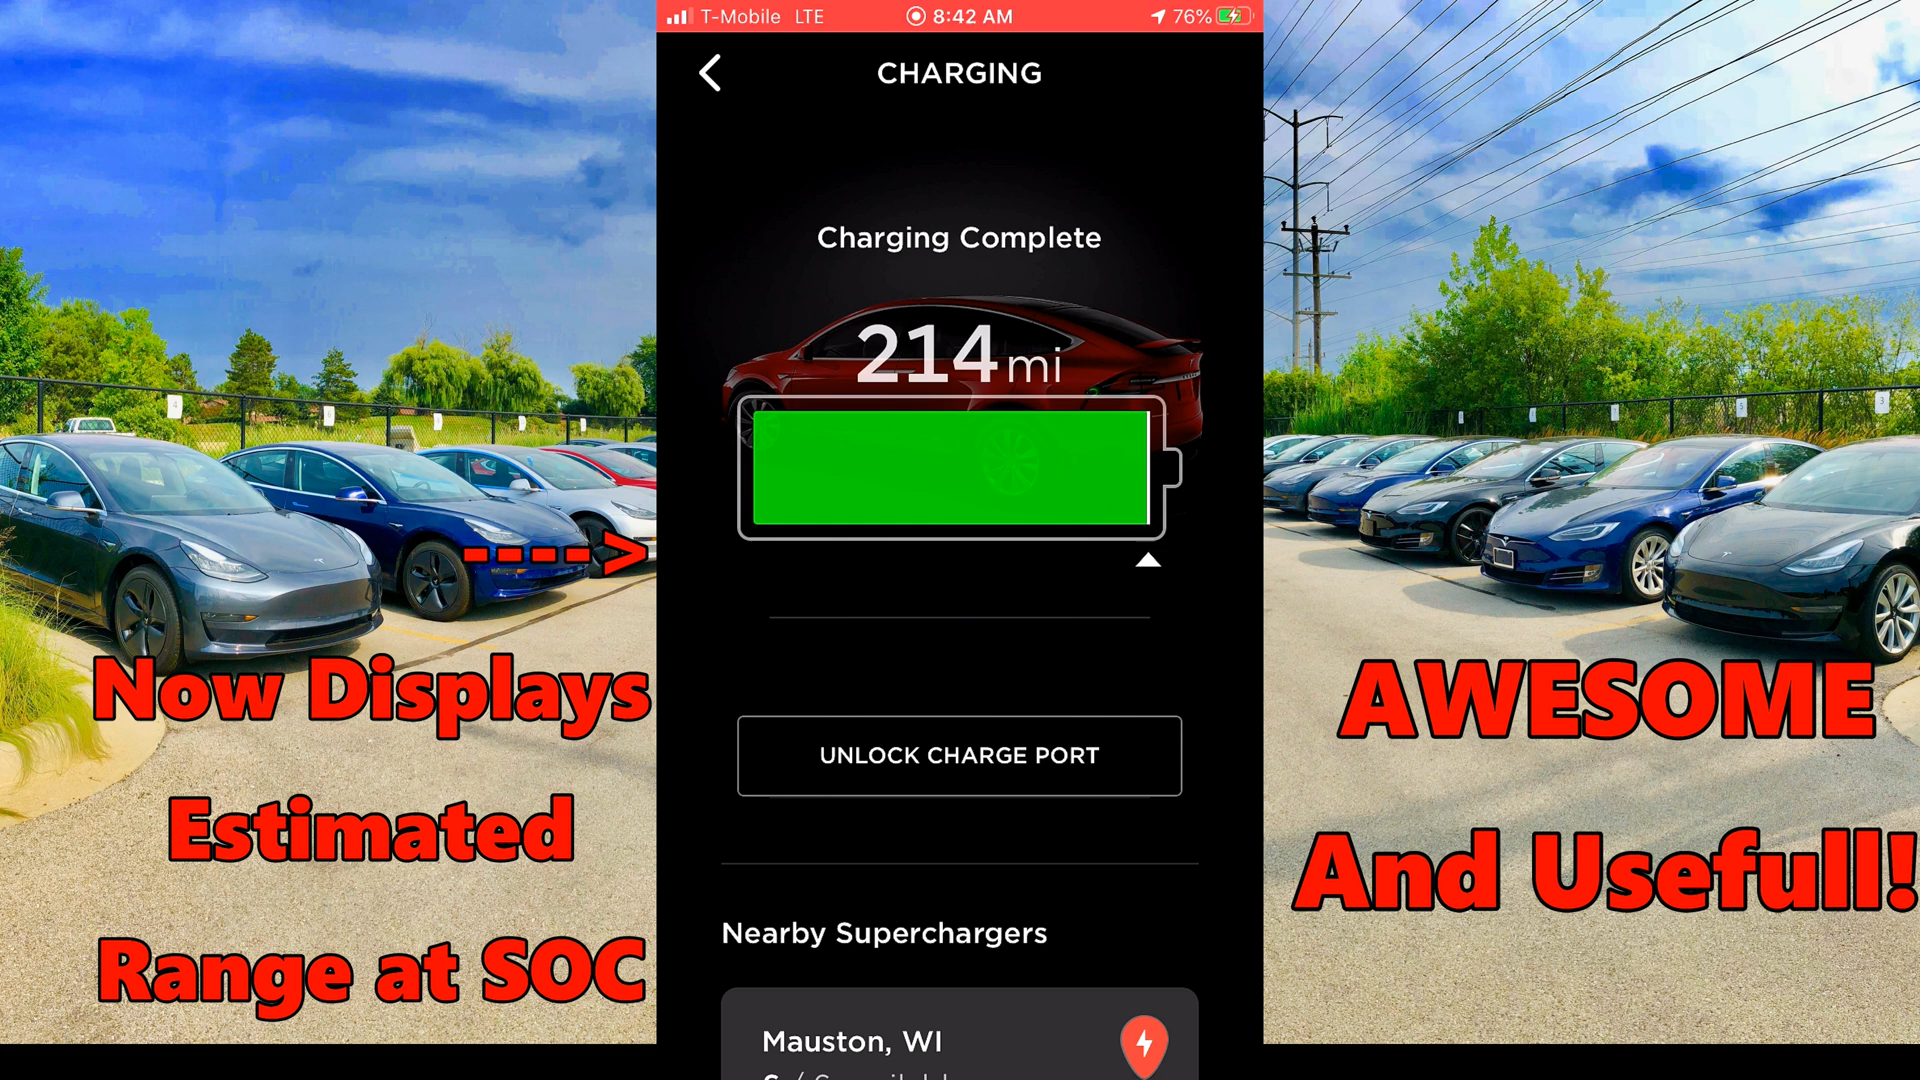 T-Mobile LTE 8:42 AM 76%
CHARGING
Charging Complete
214 mi
---->
UNLOCK CHARGE PORT
Nearby Superchargers
Mauston, WI
Now Displays
Estimated
Range at SOC
AWESOME
And Usefull!